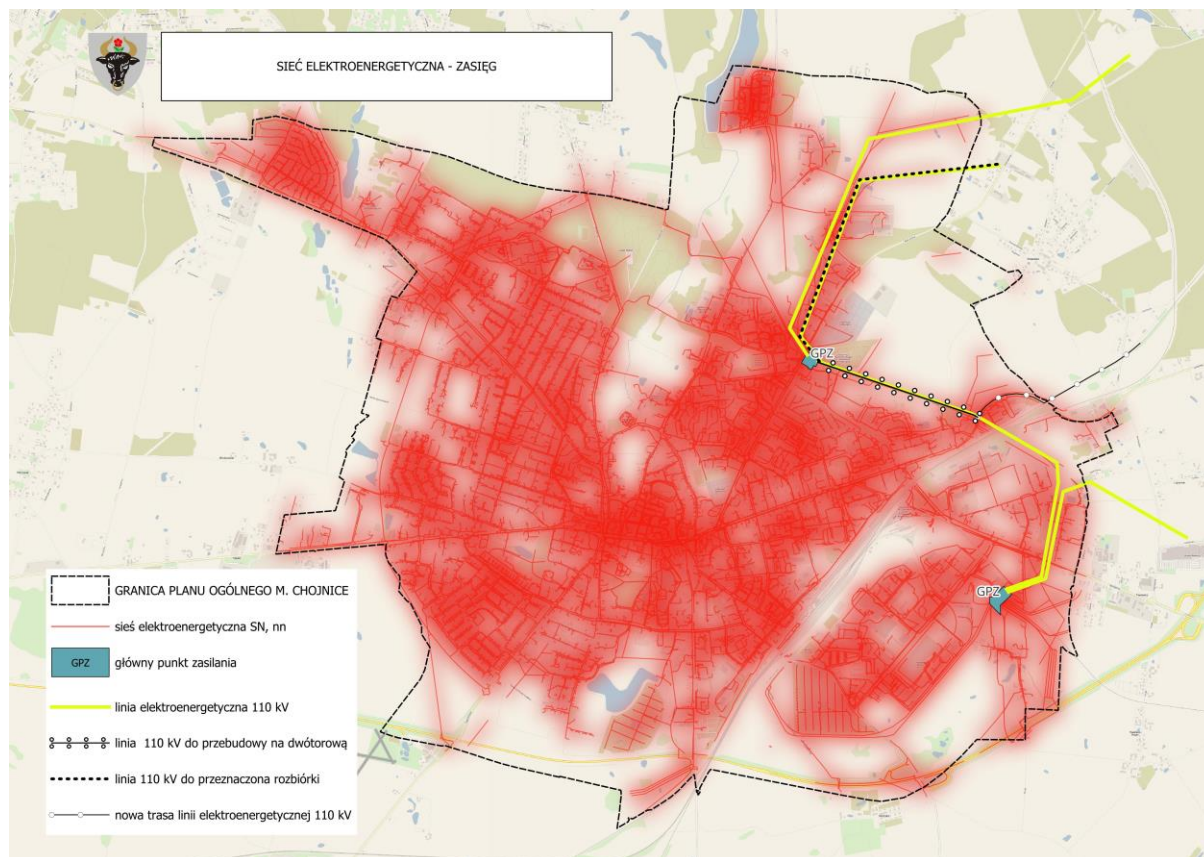 SIEĆ ELEKTROENERGETYCZNA - ZASIĘG
GPZ
GPZ
GRANICA PLANU OGÓLNEGO M. CHOJNICE
sieś elektroenergetyczna SN, nn
GPZ
główny punkt zasilania
linia elektroenergetyczna 110 kV
linia 110 kV do przebudowy na dwótorową
linia 110 kV do przeznaczona rozbiórki
nowa trasa linii elektroenergetycznej 110 kV